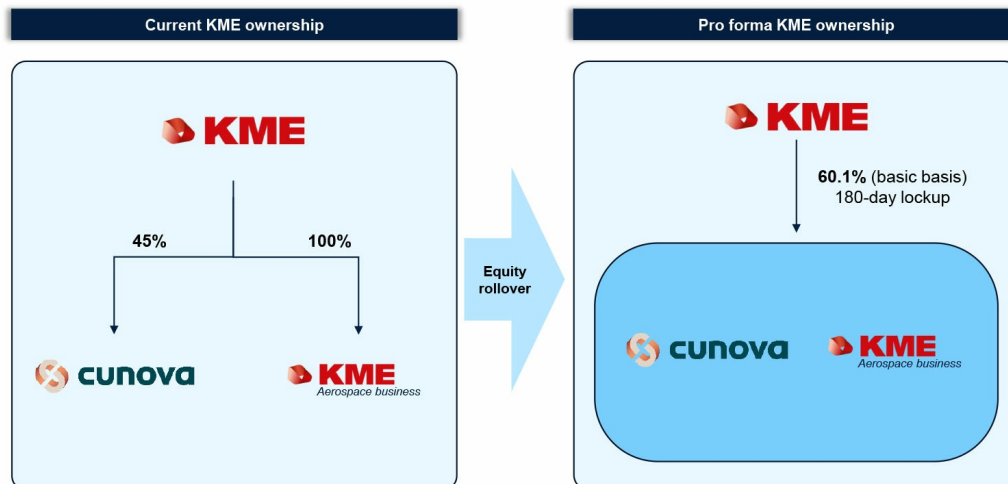 Current KME ownership
KME
45%
100%
cunova
KME
Aerospace business
Equity
rollover
Pro forma KME ownership
KME
60.1% (basic basis)
180-day lockup
cunova
KME
Aerospace business